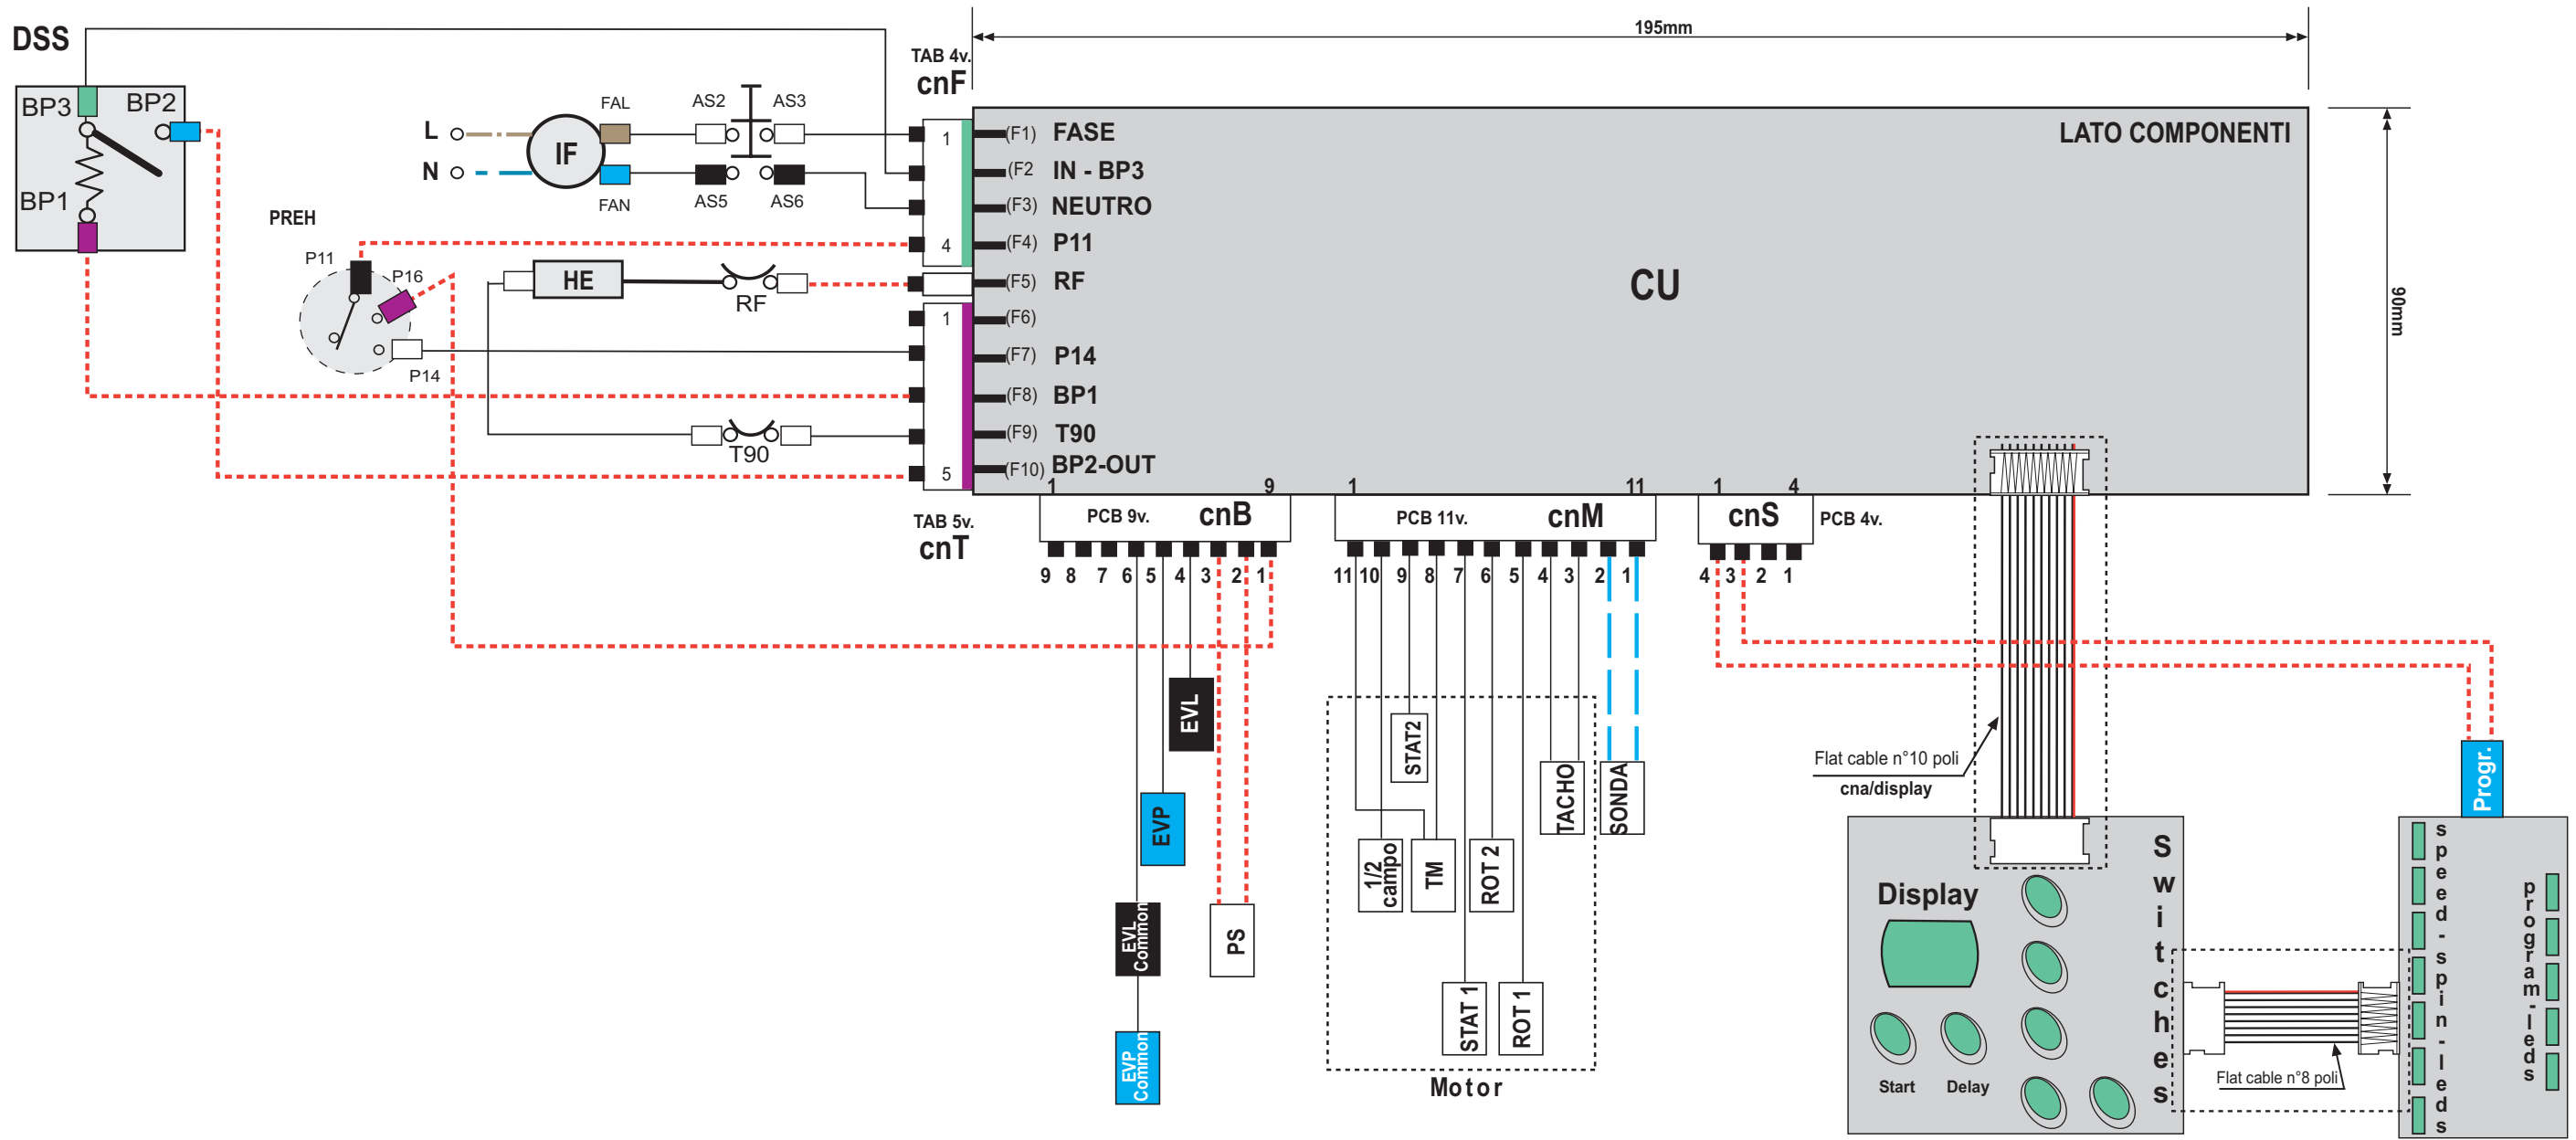 DSS
BP3
BP2
BP1
L
N
IF
FAL
FAN
AS2
AS3
AS5
AS6
TAB 4v.
cnF
195mm
90mm
1
4
(F1) FASE
(F2 IN - BP3
(F3) NEUTRO
(F4) P11
(F5) RF
1
5
(F6)
(F7) P14
(F8) BP1
(F9) T90
(F10) BP2-OUT
LATO COMPONENTI
CU
PREH
P11
P16
P14
HE
RF
T90
TAB 5v.
cnT
1 9
PCB 9v. cnB
9 8 7 6 5 4 3 2 1
1 11
PCB 11v. cnM
11 10 9 8 7 6 5 4 3 2 1
1 4
cnS PCB 4v.
4 3 2 1
EVL
EVP
EVL
Common
EVP
Common
PS
STAT2
1/2
campo
TM
ROT 2
STAT 1
ROT 1
TACHO
SONDA
Motor
Flat cable n°10 poli
cna/display
Display
Start
Delay
Switches
Flat cable n°8 poli
Progr.
speed-spin-leds
program-leds